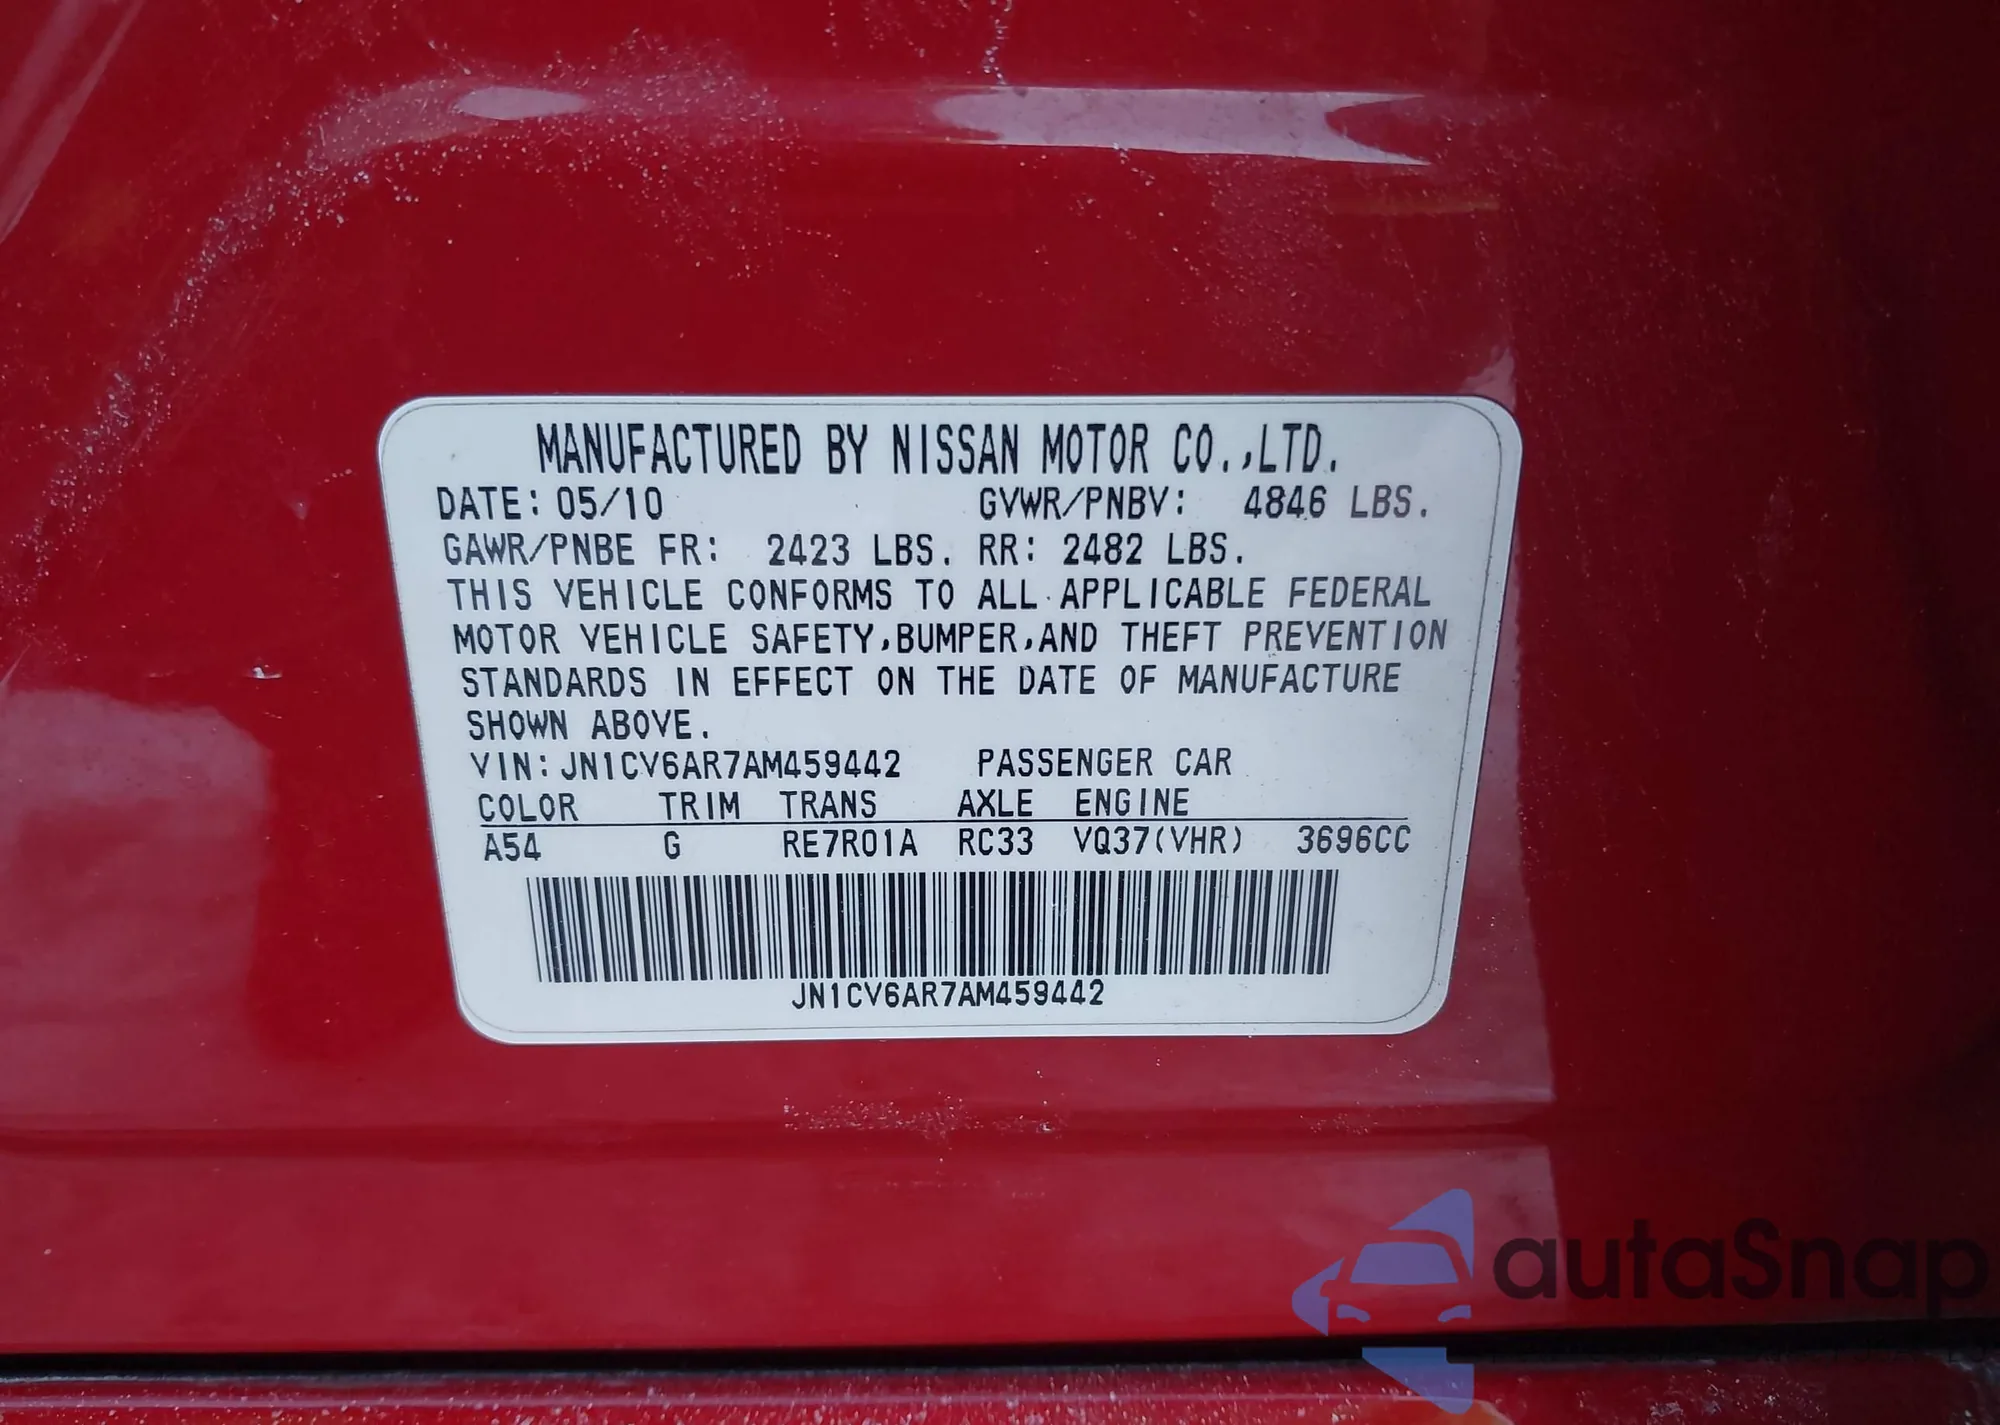 MANUFACTURED BY NISSAN MOTOR CO.,LTD.
DATE: 05/10 GVWR/PNBV: 4846 LBS.
GAWR/PNBE FR: 2423 LBS. RR: 2482 LBS.
THIS VEHICLE CONFORMS TO ALL APPLICABLE FEDERAL
MOTOR VEHICLE SAFETY,BUMPER,AND THEFT PREVENTION
STANDARDS IN EFFECT ON THE DATE OF MANUFACTURE
SHOWN ABOVE.
VIN: JN1CV6AR7AM459442 PASSENGER CAR
COLOR TRIM TRANS AXLE ENGINE
A54 G RE7R01A RC33 VQ37(VHR) 3696CC
JN1CV6AR7AM459442
autaSnap